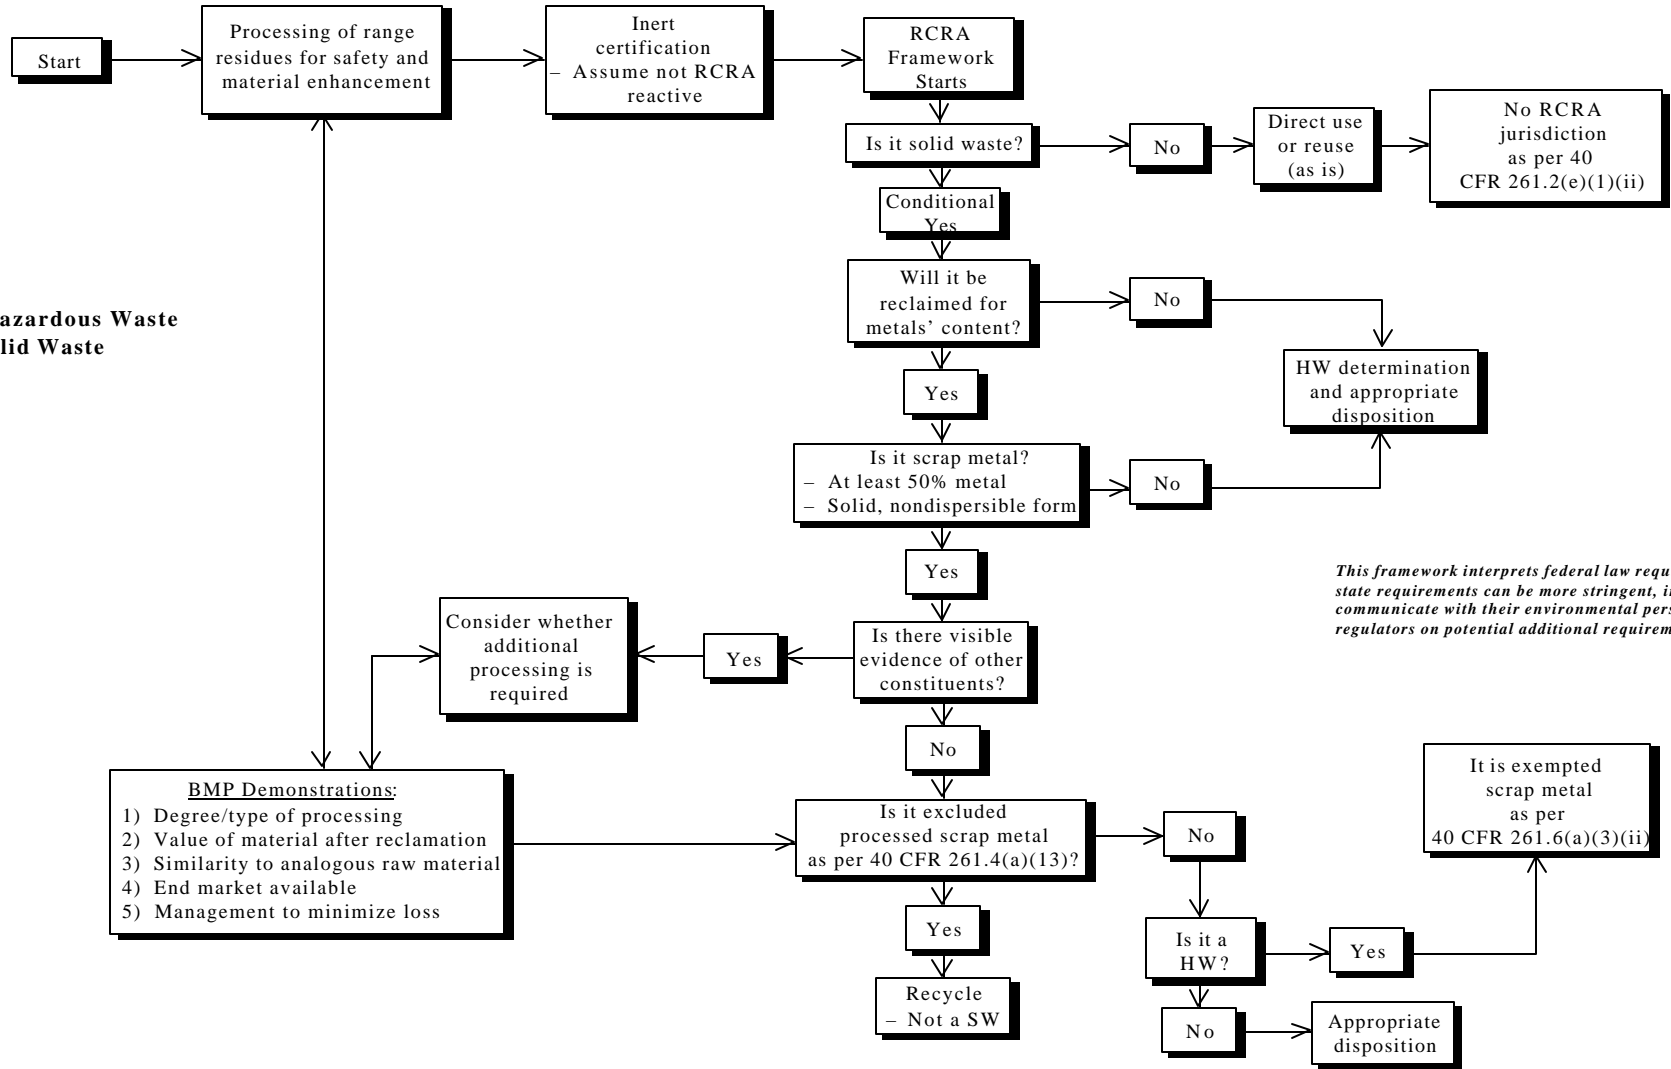 Start
Processing of range
residues for safety and
material enhancement
Inert
certification
– Assume not RCRA
reactive
RCRA
Framework
Starts
Is it solid waste?
No
Direct use
or reuse
(as is)
No RCRA
jurisdiction
as per 40
CFR 261.2(e)(1)(ii)
Conditional
Yes
Will it be
reclaimed for
metals’ content?
No
HW determination
and appropriate
disposition
azardous Waste
lid Waste
Yes
Is it scrap metal?
– At least 50% metal
– Solid, nondispersible form
No
Yes
This framework interprets federal law requ
state requirements can be more stringent, i
communicate with their environmental pers
regulators on potential additional requirem
Is there visible
evidence of other
constituents?
Yes
Consider whether
additional
processing is
required
No
BMP Demonstrations:
1) Degree/type of processing
2) Value of material after reclamation
3) Similarity to analogous raw material
4) End market available
5) Management to minimize loss
Is it excluded
processed scrap metal
as per 40 CFR 261.4(a)(13)?
No
It is exempted
scrap metal
as per
40 CFR 261.6(a)(3)(ii)
Yes
Is it a
HW?
Yes
Recycle
– Not a SW
No
Appropriate
disposition